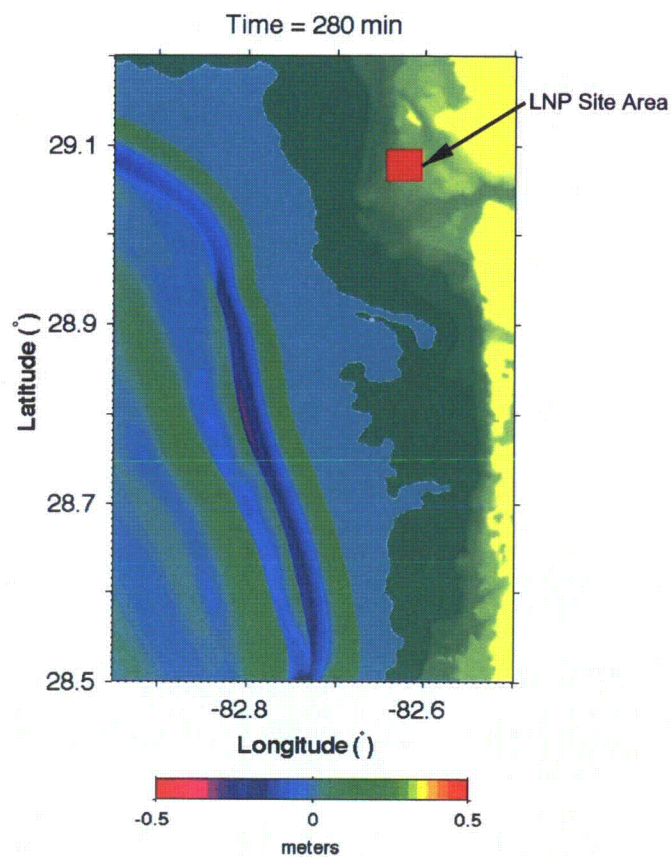 Time = 280 min
LNP Site Area
29.1
28.9
28.7
28.5
Latitude (°)
-82.8 -82.6
Longitude (°)
-0.5 0 0.5
meters